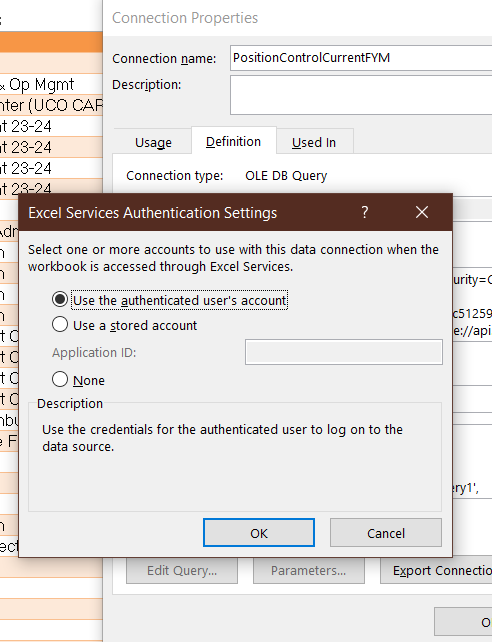 Connection Properties
Connection name: PositionControlCurrentFYM
Description:
& Op Mgmt
nter (UCO CAP
nt 23-24
Usage Definition Used In
nt 23-24
Connection type: OLE DB Query
nt 23-24
nt 23-24
Excel Services Authentication Settings ? X
Adm
Select one or more accounts to use with this data connection when the
workbook is accessed through Excel Services.
urity=C
Use the authenticated user's account
c51259
Use a stored account
e://api
Application ID:
None
Description
Use the credentials for the authenticated user to log on to the
data source.
ery1',
OK Cancel
Edit Query... Parameters... Export Connectio